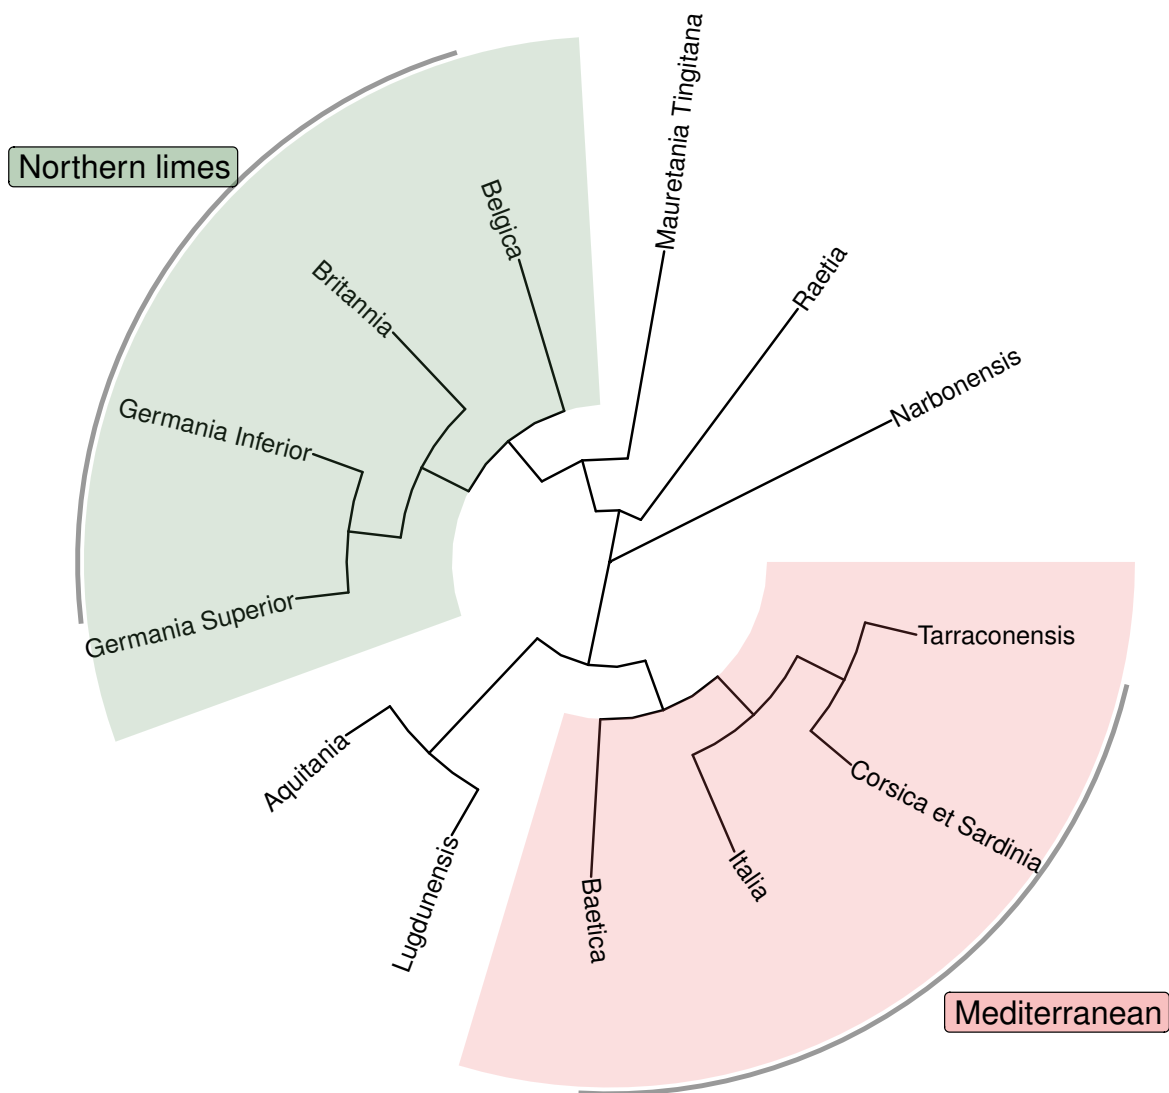 Mauretania Tingitana
Northern limes
Belgica
Raetia
Britannia
Narbonensis
Germania Inferior
Germania Superior
Tarraconensis
Aquitania
Corsica et Sardinia
Lugdunensis
Italia
Baetica
Mediterranean